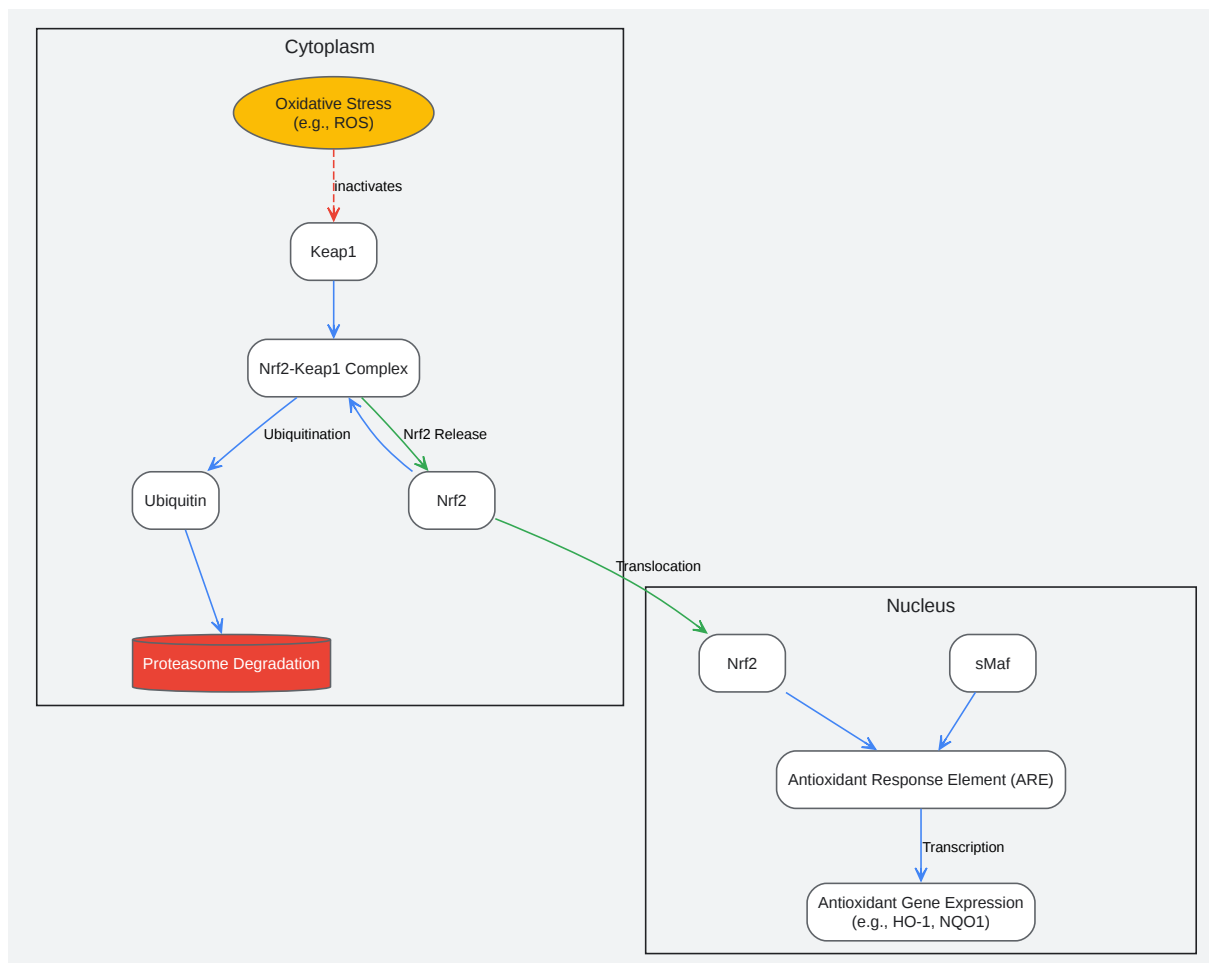 Cytoplasm
Oxidative Stress
(e.g., ROS)
inactivates
Keap1
Nrf2-Keap1 Complex
Ubiquitination
Nrf2 Release
Ubiquitin
Nrf2
Translocation
Proteasome Degradation
Nucleus
Nrf2
sMaf
Antioxidant Response Element (ARE)
Transcription
Antioxidant Gene Expression
(e.g., HO-1, NQO1)